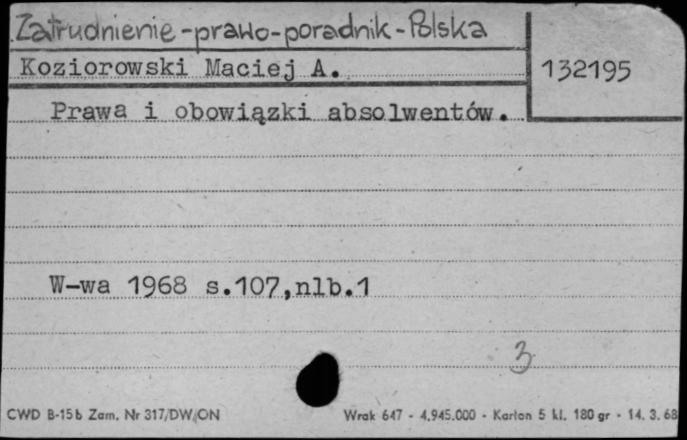 Zatrudnienie-prawo-poradnik-Polska
Koziorowski Maciej A.
132195
Prawa i obowiązki absolwentów.
W-wa 1968 s.107,nlb.1
3
CWD B-15b Zam. Nr 317/DW/ON Wrak 647 - 4.945.000 - Karton 5 kl. 180 gr - 14. 3. 68